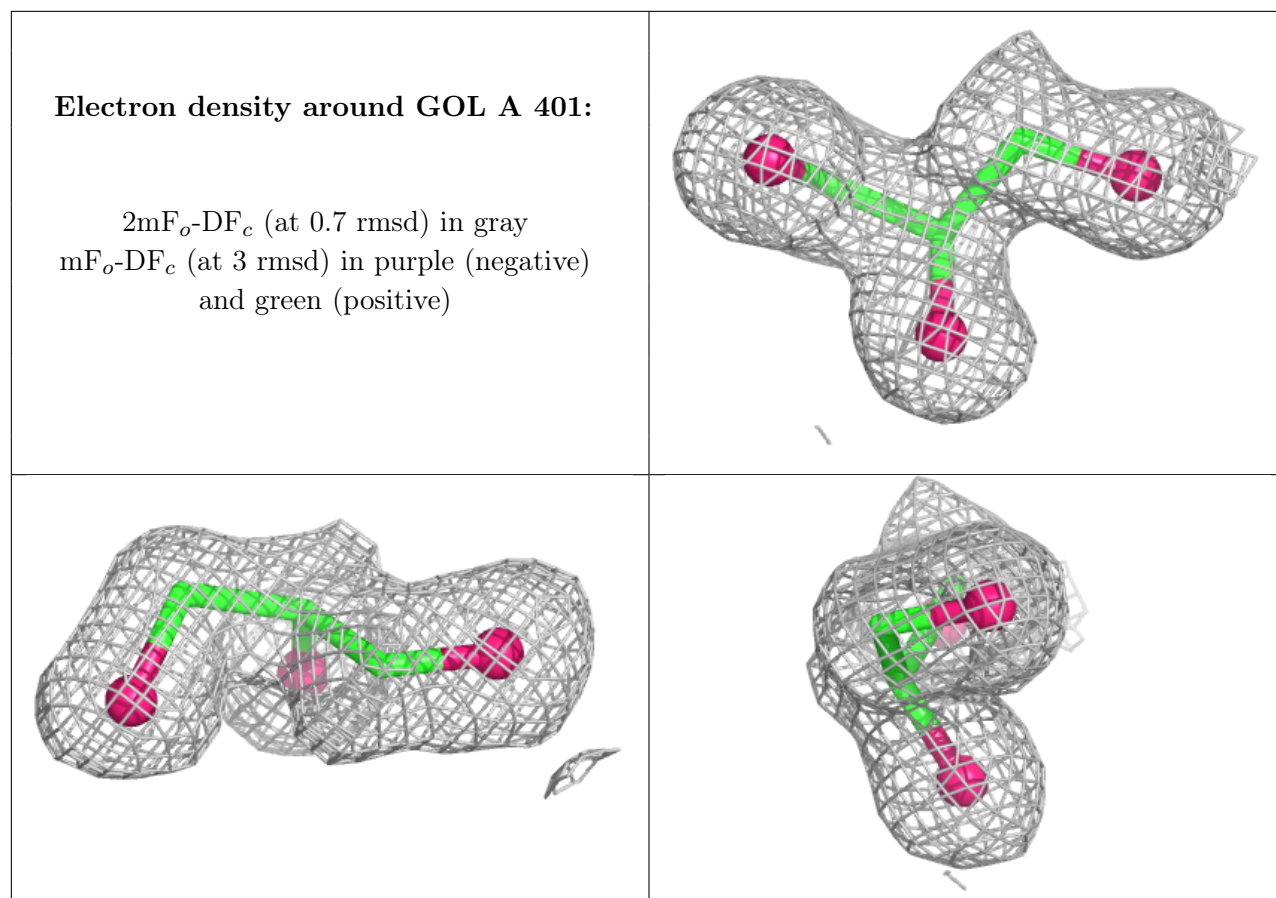 Electron density around GOL A 401:
2mFo-DFc (at 0.7 rmsd) in gray
mFo-DFc (at 3 rmsd) in purple (negative)
and green (positive)